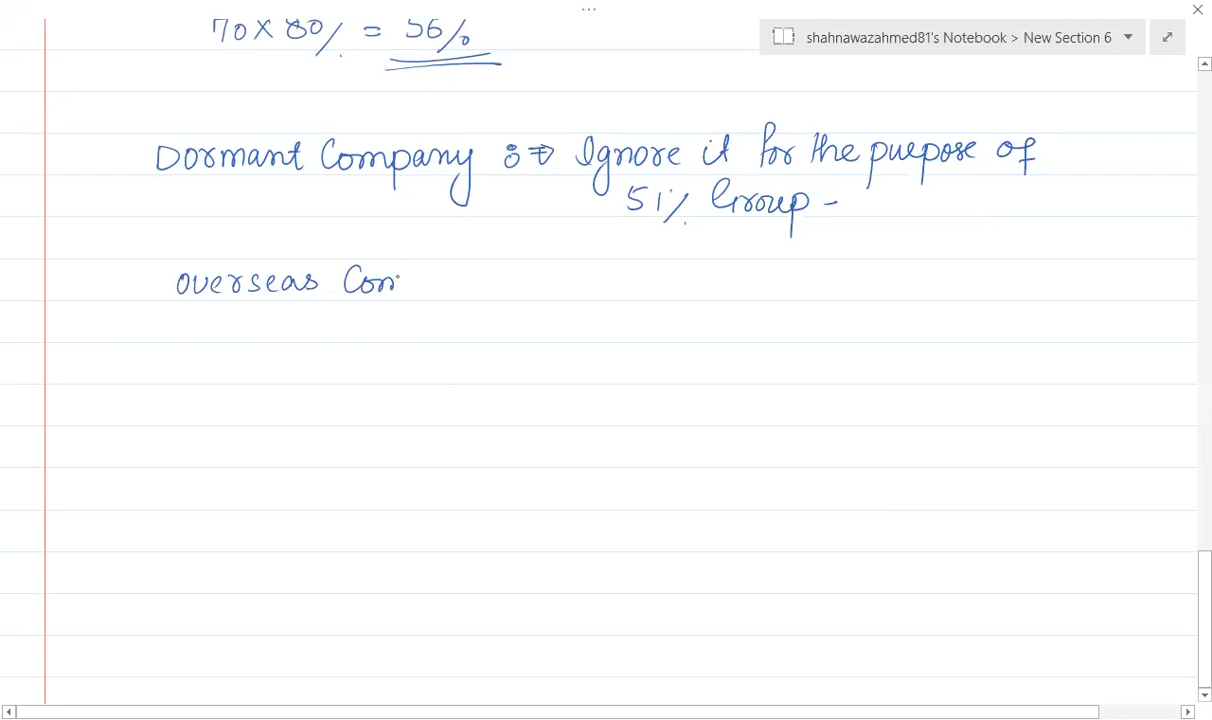 70 X 80% = 56%
shahnawazahmed81's Notebook > New Section 6
Dormant Company :⇒ Ignore it for the purpose of
51% Group -
overseas Com